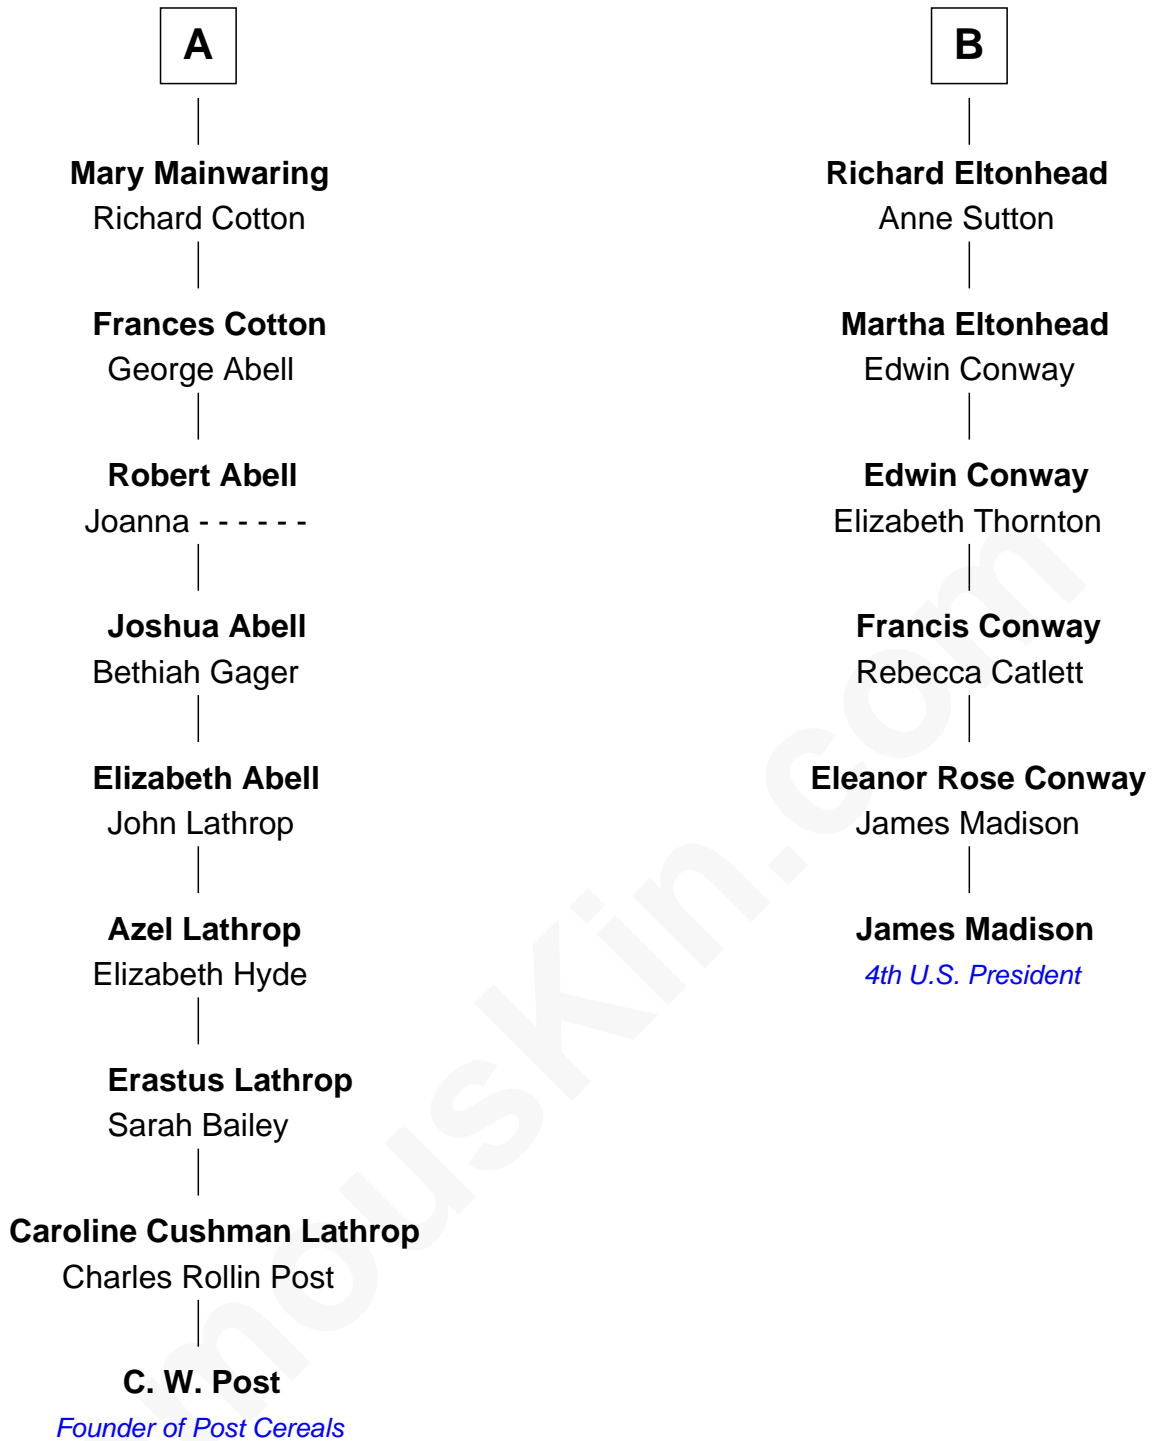 A
Mary Mainwaring
Richard Cotton
Frances Cotton
George Abell
Robert Abell
Joanna - - - - - -
Joshua Abell
Bethiah Gager
Elizabeth Abell
John Lathrop
Azel Lathrop
Elizabeth Hyde
Erastus Lathrop
Sarah Bailey
Caroline Cushman Lathrop
Charles Rollin Post
C. W. Post
Founder of Post Cereals
B
Richard Eltonhead
Anne Sutton
Martha Eltonhead
Edwin Conway
Edwin Conway
Elizabeth Thornton
Francis Conway
Rebecca Catlett
Eleanor Rose Conway
James Madison
James Madison
4th U.S. President
mousKin.com